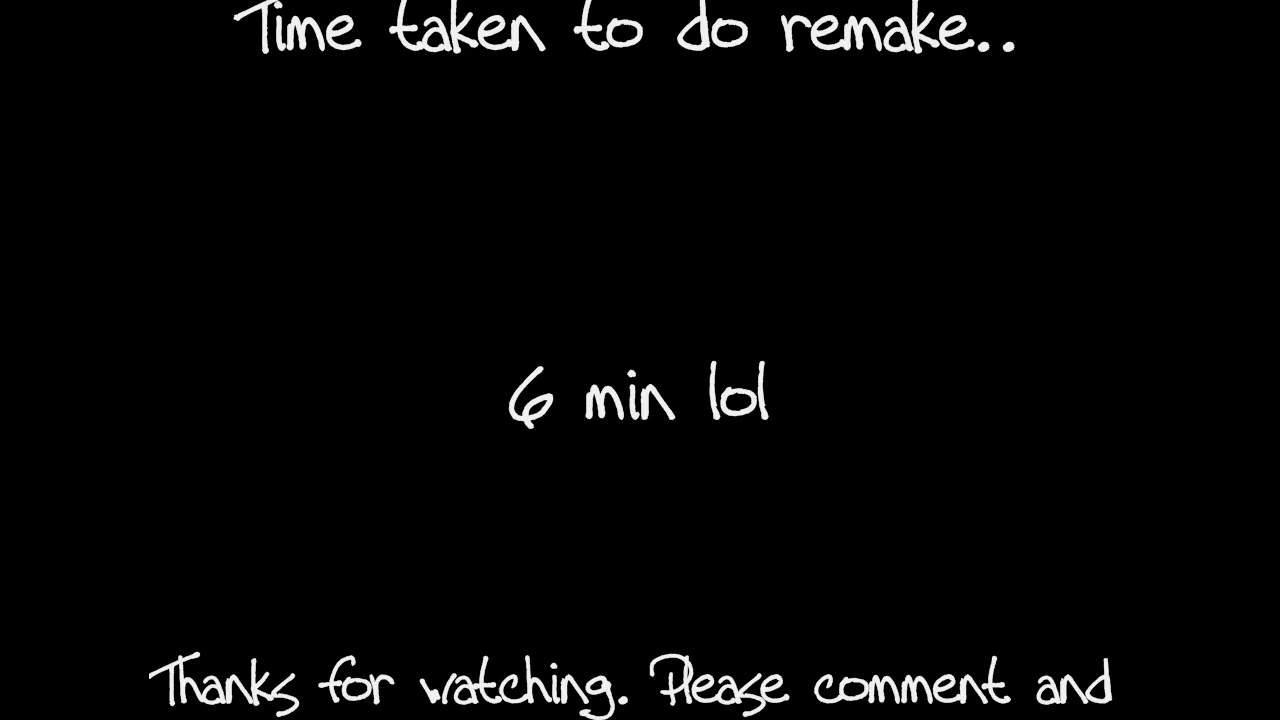 Time taken to do remake..
6 min lol
Thanks for watching. Please comment and